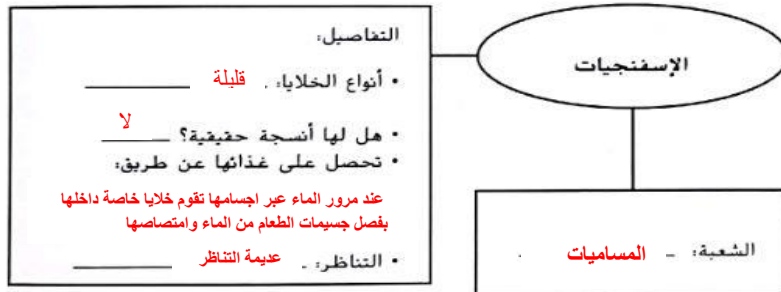 الإسفنجيات
التفاصيل:
• أنواع الخلايا: . قليلة
• هل لها أنسجة حقيقية؟ لا
• تحصل على غذائها عن طريق:
عند مرور الماء عبر اجسامها تقوم خلايا خاصة داخلها
بفصل جسيمات الطعام من الماء وامتصاصها
• التناظر: . عديمة التناظر
الشعبة: المساميات .